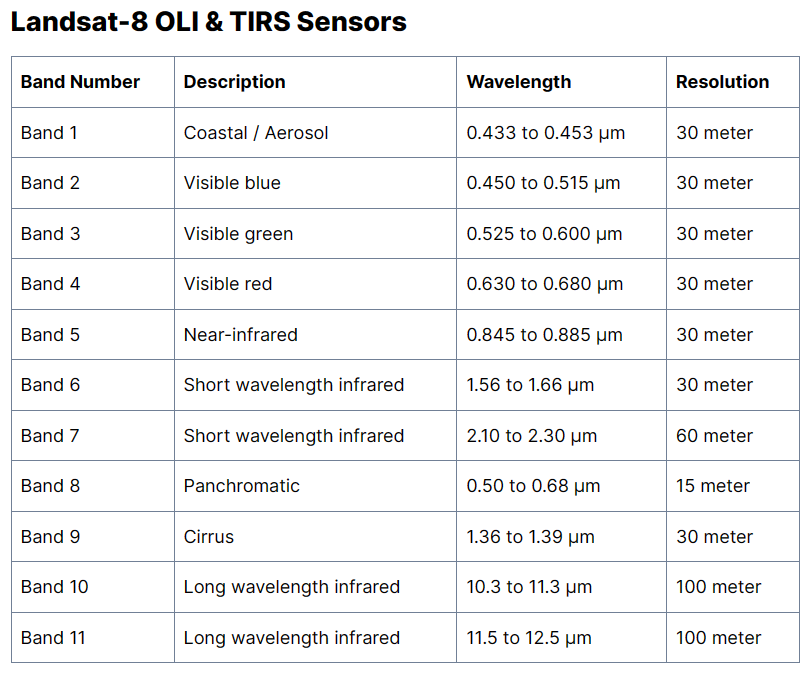 Landsat-8 OLI & TIRS Sensors
Band Number Description Wavelength Resolution
Band 1 Coastal / Aerosol 0.433 to 0.453 μm 30 meter
Band 2 Visible blue 0.450 to 0.515 μm 30 meter
Band 3 Visible green 0.525 to 0.600 μm 30 meter
Band 4 Visible red 0.630 to 0.680 μm 30 meter
Band 5 Near-infrared 0.845 to 0.885 μm 30 meter
Band 6 Short wavelength infrared 1.56 to 1.66 μm 30 meter
Band 7 Short wavelength infrared 2.10 to 2.30 μm 60 meter
Band 8 Panchromatic 0.50 to 0.68 μm 15 meter
Band 9 Cirrus 1.36 to 1.39 μm 30 meter
Band 10 Long wavelength infrared 10.3 to 11.3 μm 100 meter
Band 11 Long wavelength infrared 11.5 to 12.5 μm 100 meter